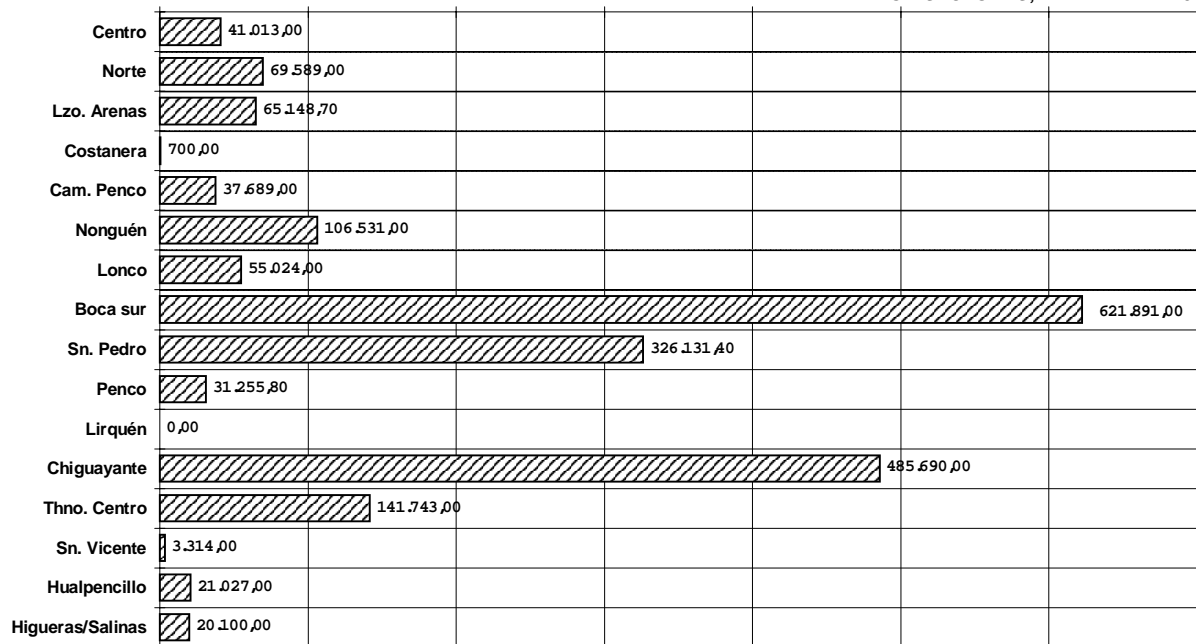 Centro 41.013,00
Norte 69.589,00
Lzo. Arenas 65.148,70
Costanera 700,00
Cam. Penco 37.689,00
Nonguén 106.531,00
Lonco 55.024,00
Boca sur 621.891,00
Sn. Pedro 326.131,40
Penco 31.255,80
Lirquén 0,00
Chiguayante 485.690,00
Thno. Centro 141.743,00
Sn. Vicente 3.314,00
Hualpencillo 21.027,00
Higueras/Salinas 20.100,00